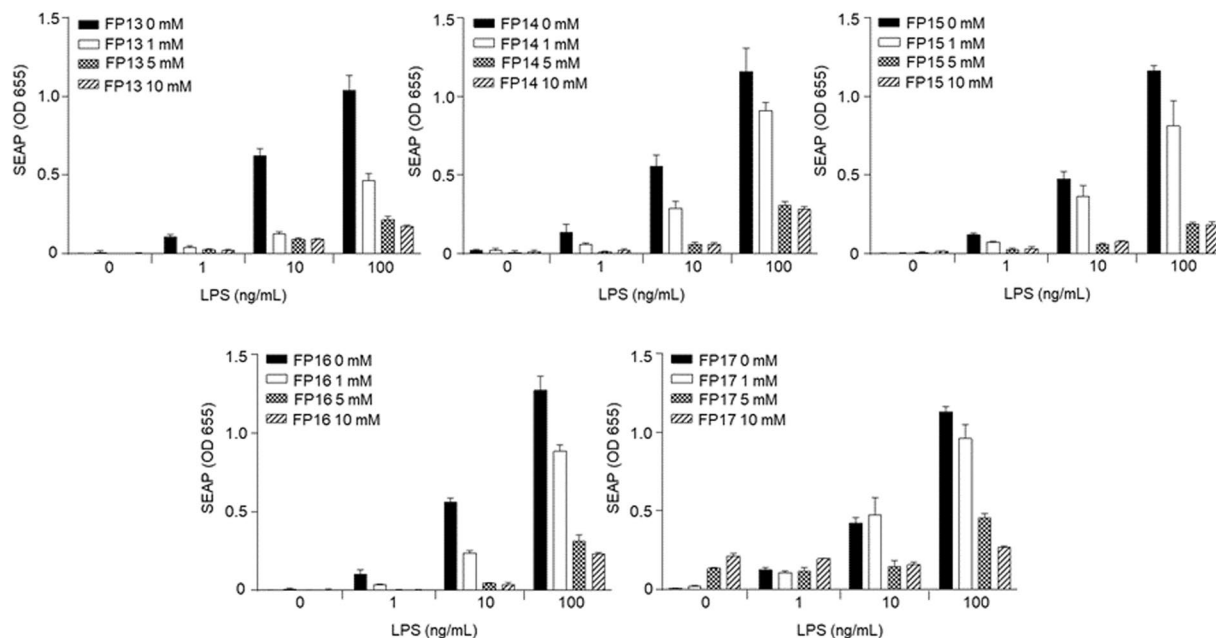 1.5
1.0
0.5
0
SEAP (OD 655)
FP13 0 mM
FP13 1 mM
FP13 5 mM
FP13 10 mM
0 1 10 100
LPS (ng/mL)
1.5
1.0
0.5
0
SEAP (OD 655)
FP14 0 mM
FP14 1 mM
FP14 5 mM
FP14 10 mM
0 1 10 100
LPS (ng/mL)
1.5
1.0
0.5
0
SEAP (OD 655)
FP15 0 mM
FP15 1 mM
FP15 5 mM
FP15 10 mM
0 1 10 100
LPS (ng/mL)
1.5
1.0
0.5
0
SEAP (OD 655)
FP16 0 mM
FP16 1 mM
FP16 5 mM
FP16 10 mM
0 1 10 100
LPS (ng/mL)
1.5
1.0
0.5
0
SEAP (OD 655)
FP17 0 mM
FP17 1 mM
FP17 5 mM
FP17 10 mM
0 1 10 100
LPS (ng/mL)